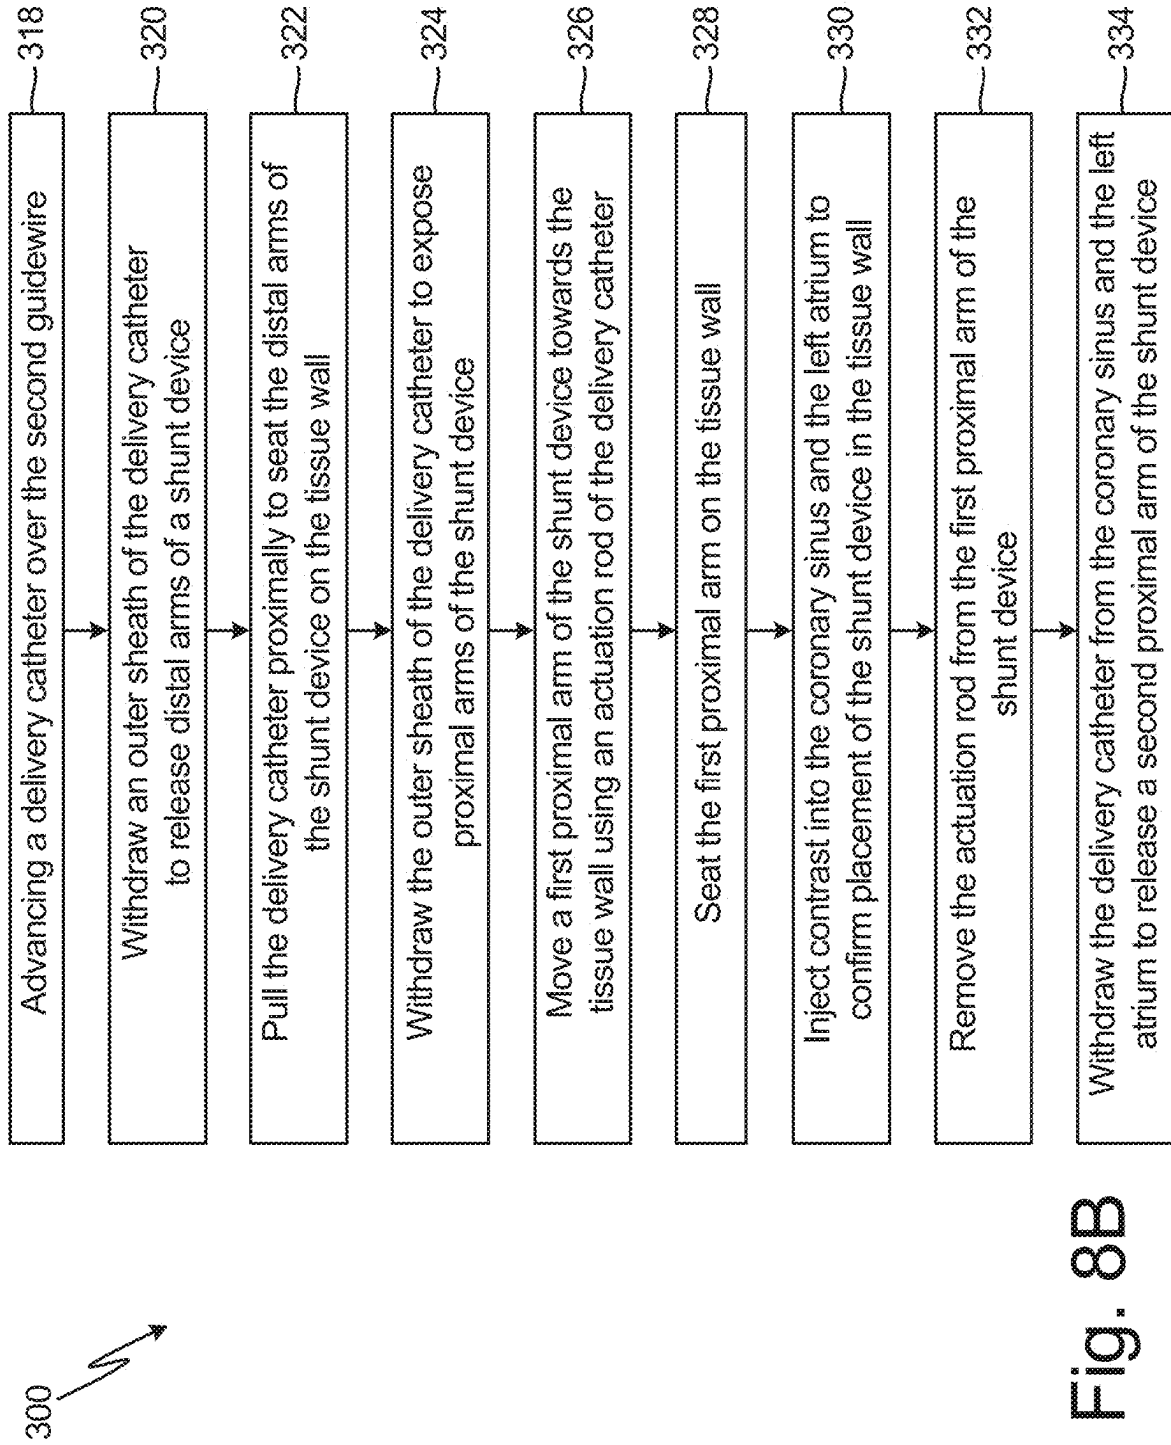 300
Advancing a delivery catheter over the second guidewire
318
Withdraw an outer sheath of the delivery catheter
to release distal arms of a shunt device
320
Pull the delivery catheter proximally to seat the distal arms of
the shunt device on the tissue wall
322
Withdraw the outer sheath of the delivery catheter to expose
proximal arms of the shunt device
324
Move a first proximal arm of the shunt device towards the
tissue wall using an actuation rod of the delivery catheter
326
Seat the first proximal arm on the tissue wall
328
Inject contrast into the coronary sinus and the left atrium to
confirm placement of the shunt device in the tissue wall
330
Remove the actuation rod from the first proximal arm of the
shunt device
332
Withdraw the delivery catheter from the coronary sinus and the left
atrium to release a second proximal arm of the shunt device
334
Fig. 8B